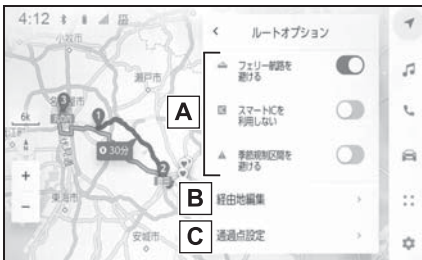 4:12
小牧市
瀬戸市
3
1
6k
30分
2
東海市
安城市
+
−
A
B
C
ルートオプション
フェリー航路を
避ける
スマートICを
利用しない
季節規制区間を
避ける
経由地編集
通過点設定